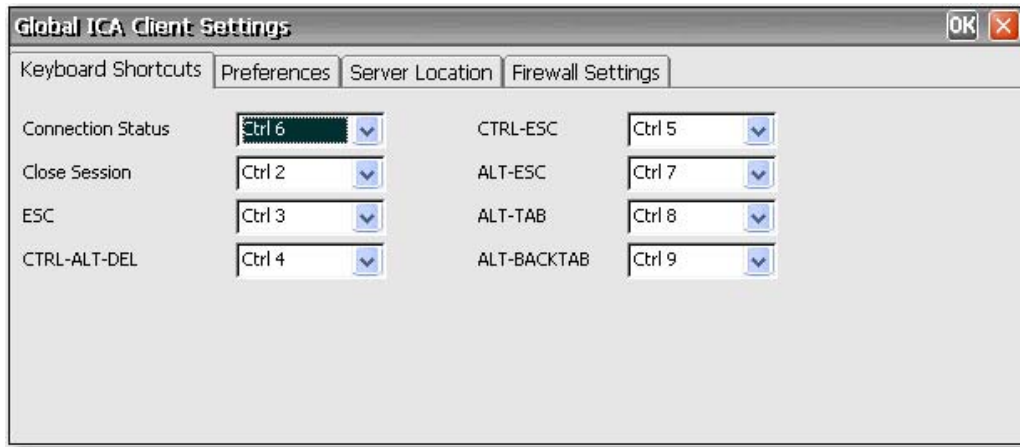 Global ICA Client Settings OK
Keyboard Shortcuts Preferences Server Location Firewall Settings
Connection Status Ctrl 6 CTRL-ESC Ctrl 5
Close Session Ctrl 2 ALT-ESC Ctrl 7
ESC Ctrl 3 ALT-TAB Ctrl 8
CTRL-ALT-DEL Ctrl 4 ALT-BACKTAB Ctrl 9